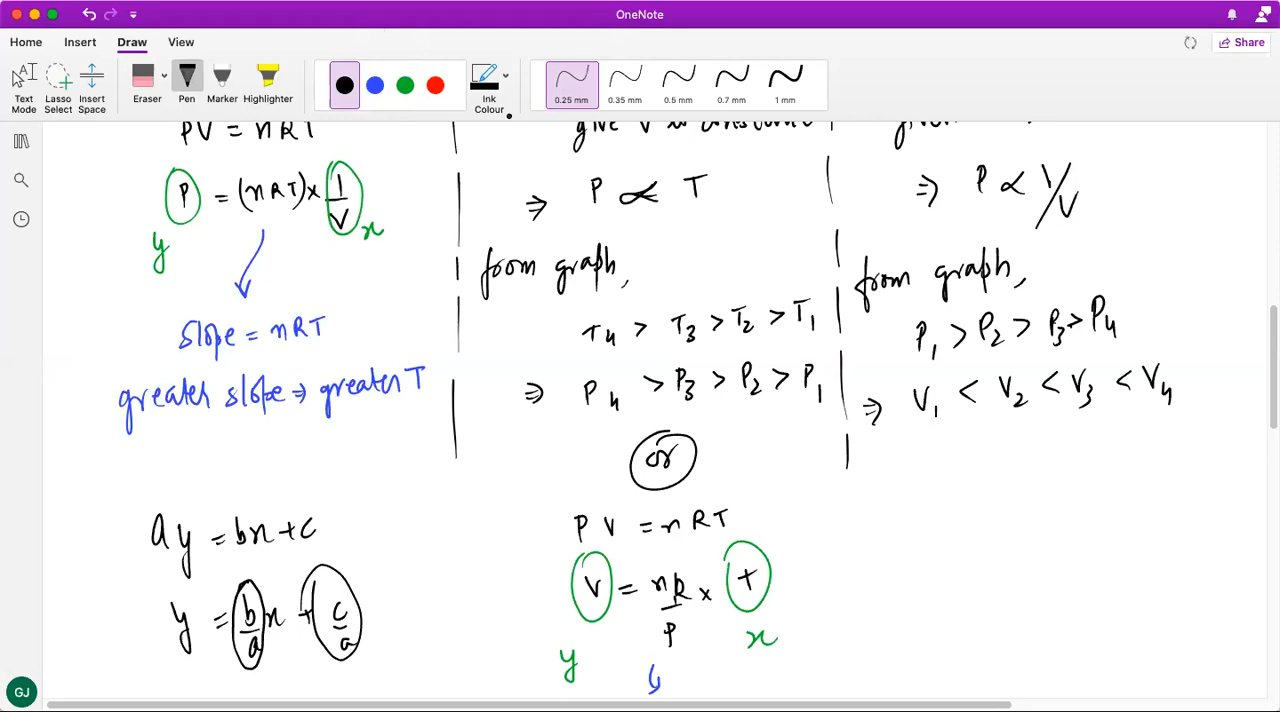 OneNote
Home Insert Draw View
Share
Text Mode
Lasso Select
Insert Space
Eraser
Pen
Marker
Highlighter
Ink Colour
0.25 mm
0.35 mm
0.5 mm
0.7 mm
1 mm
PV = nRT
P = (nRT) × 1/V
y x
slope = nRT
greater slope ⇒ greater T
ay = bx + c
y = b/a x + c/a
give V is constant
⇒ P ∝ T
from graph,
T4 > T3 > T2 > T1
⇒ P4 > P3 > P2 > P1
or
PV = nRT
V = nR/P × T
y x
⇒ P ∝ 1/V
from graph,
P1 > P2 > P3 > P4
⇒ V1 < V2 < V3 < V4
GJ